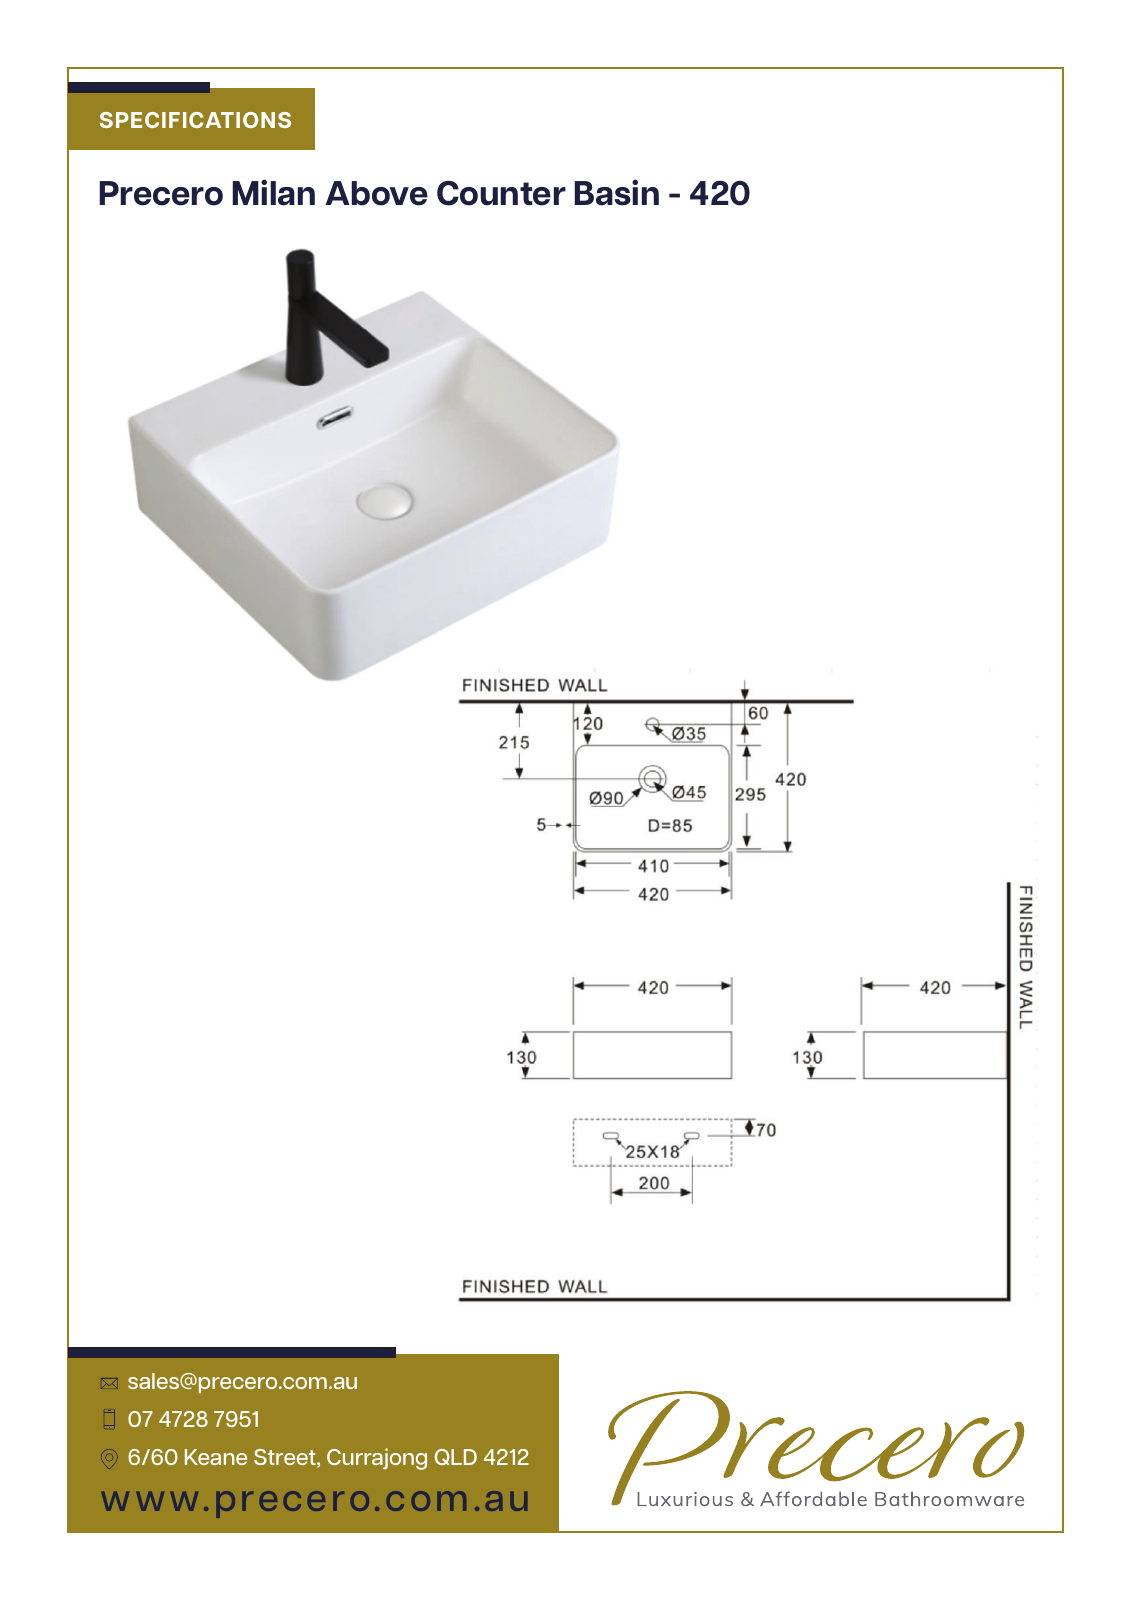 SPECIFICATIONS
Precero Milan Above Counter Basin - 420
FINISHED WALL
60
120
Ø35
215
420
295
Ø90
Ø45
5
D=85
410
420
FINISHED WALL
420
420
130
130
70
25X18
200
FINISHED WALL
sales@precero.com.au
07 4728 7951
6/60 Keane Street, Currajong QLD 4212
www.precero.com.au
Precero
Luxurious & Affordable Bathroomware